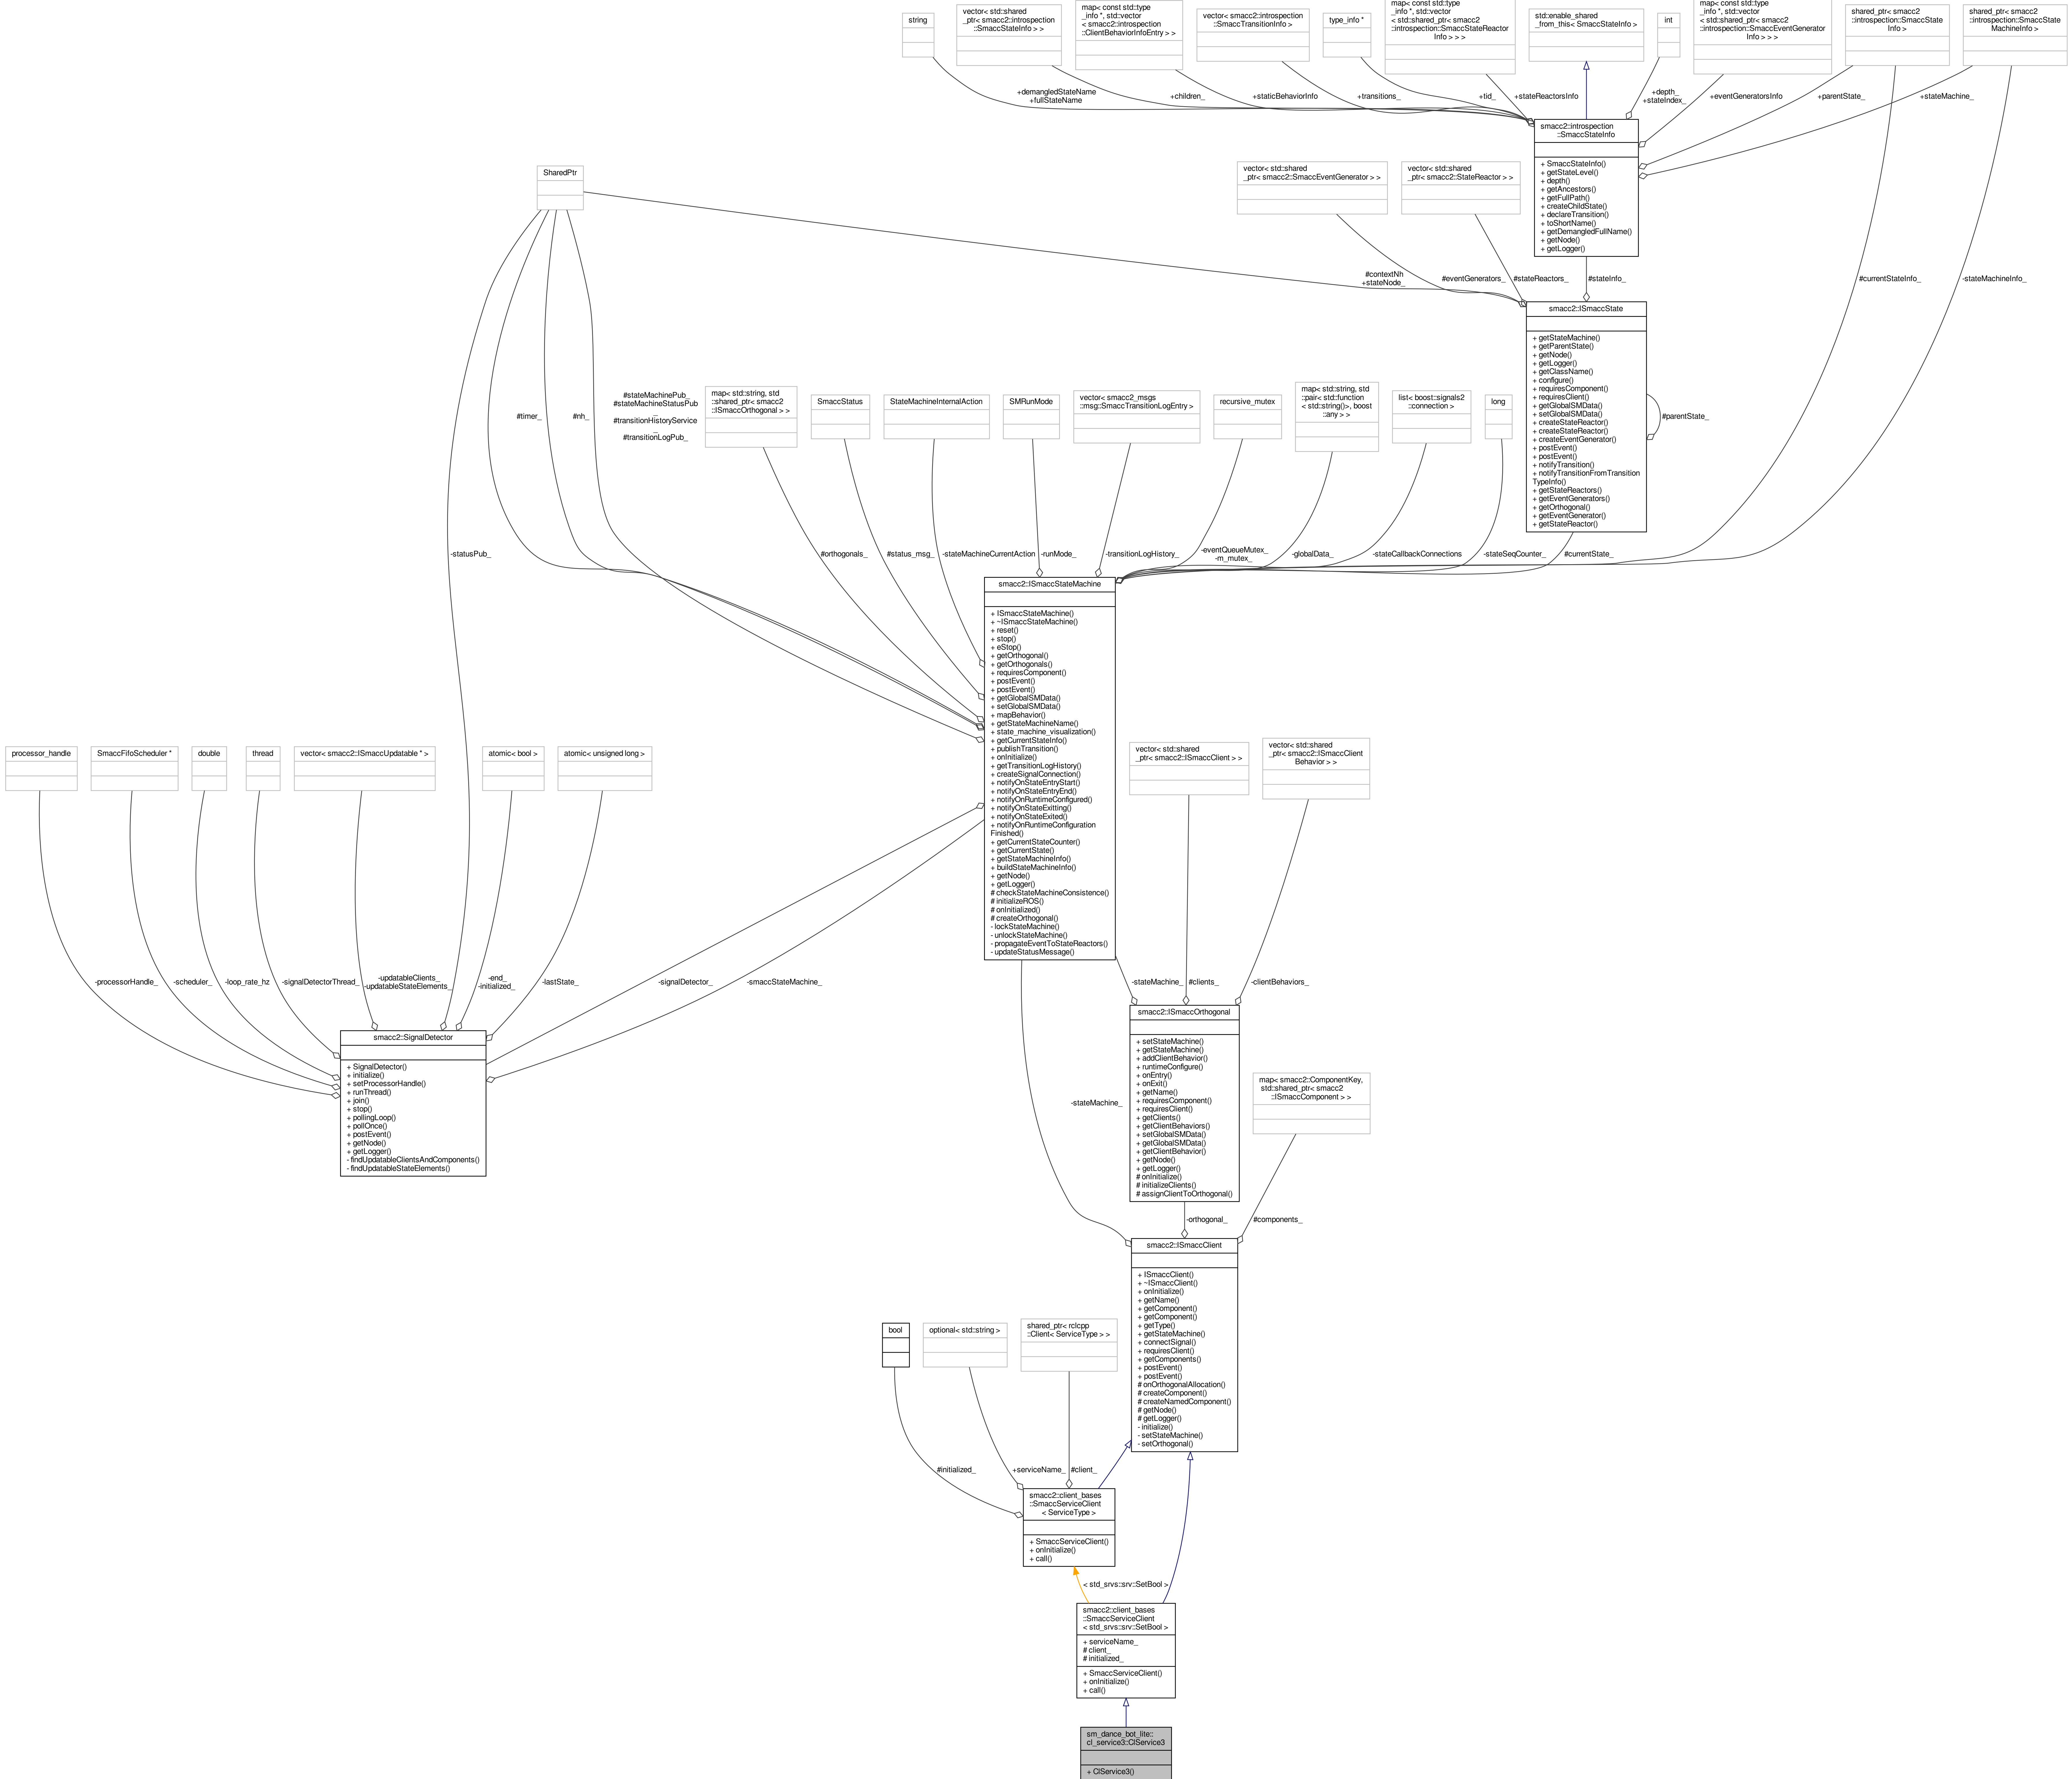 string
vector< std::shared
_ptr< smacc2::introspection
::SmaccStateInfo > >
map< const std::type
_info *, std::vector
< smacc2::introspection
::ClientBehaviorInfoEntry > >
vector< smacc2::introspection
::SmaccTransitionInfo >
type_info *
map< const std::type
_info *, std::vector
< std::shared_ptr< smacc2
::introspection::SmaccStateReactor
Info > > >
std::enable_shared
_from_this< SmaccStateInfo >
int
map< const std::type
_info *, std::vector
< std::shared_ptr< smacc2
::introspection::SmaccEventGenerator
Info > > >
shared_ptr< smacc2
::introspection::SmaccState
Info >
shared_ptr< smacc2
::introspection::SmaccState
MachineInfo >
+demangledStateName
+fullStateName
+children_
+staticBehaviorInfo
+transitions_
+tid_
+stateReactorsInfo
+depth_
+stateIndex_
+eventGeneratorsInfo
+parentState_
+stateMachine_
smacc2::introspection
::SmaccStateInfo
+ SmaccStateInfo()
+ getStateLevel()
+ depth()
+ getAncestors()
+ getFullPath()
+ createChildState()
+ declareTransition()
+ toShortName()
+ getDemangledFullName()
+ getNode()
+ getLogger()
SharedPtr
vector< std::shared
_ptr< smacc2::SmaccEventGenerator > >
vector< std::shared
_ptr< smacc2::StateReactor > >
#contextNh
+stateNode_
#eventGenerators_
#stateReactors_
#stateInfo_
#currentStateInfo_
-stateMachineInfo_
smacc2::ISmaccState
+ getStateMachine()
+ getParentState()
+ getNode()
+ getLogger()
+ getClassName()
+ configure()
+ requiresComponent()
+ requiresClient()
+ getGlobalSMData()
+ setGlobalSMData()
+ createStateReactor()
+ createStateReactor()
+ createEventGenerator()
+ postEvent()
+ postEvent()
+ notifyTransition()
+ notifyTransitionFromTransition
TypeInfo()
+ getStateReactors()
+ getEventGenerators()
+ getOrthogonal()
+ getEventGenerator()
+ getStateReactor()
#parentState_
#timer_
#nh_
#stateMachinePub_
#stateMachineStatusPub
_
#transitionHistoryService
_
#transitionLogPub_
map< std::string, std
::shared_ptr< smacc2
::ISmaccOrthogonal > >
SmaccStatus
StateMachineInternalAction
SMRunMode
vector< smacc2_msgs
::msg::SmaccTransitionLogEntry >
recursive_mutex
map< std::string, std
::pair< std::function
< std::string()>, boost
::any > >
list< boost::signals2
::connection >
long
-statusPub_
#orthogonals_
#status_msg_
-stateMachineCurrentAction
-runMode_
-transitionLogHistory_
-eventQueueMutex_
-m_mutex_
-globalData_
-stateCallbackConnections
-stateSeqCounter_
#currentState_
smacc2::ISmaccStateMachine
+ ISmaccStateMachine()
+ ~ISmaccStateMachine()
+ reset()
+ stop()
+ eStop()
+ getOrthogonal()
+ getOrthogonals()
+ requiresComponent()
+ postEvent()
+ postEvent()
+ getGlobalSMData()
+ setGlobalSMData()
+ mapBehavior()
+ getStateMachineName()
+ state_machine_visualization()
+ getCurrentStateInfo()
+ publishTransition()
+ onInitialize()
+ getTransitionLogHistory()
+ createSignalConnection()
+ notifyOnStateEntryStart()
+ notifyOnStateEntryEnd()
+ notifyOnRuntimeConfigured()
+ notifyOnStateExitting()
+ notifyOnStateExited()
+ notifyOnRuntimeConfiguration
Finished()
+ getCurrentStateCounter()
+ getCurrentState()
+ getStateMachineInfo()
+ buildStateMachineInfo()
+ getNode()
+ getLogger()
# checkStateMachineConsistence()
# initializeROS()
# onInitialized()
# createOrthogonal()
- lockStateMachine()
- unlockStateMachine()
- propagateEventToStateReactors()
- updateStatusMessage()
processor_handle
SmaccFifoScheduler *
double
thread
vector< smacc2::ISmaccUpdatable * >
atomic< bool >
atomic< unsigned long >
vector< std::shared
_ptr< smacc2::ISmaccClient > >
vector< std::shared
_ptr< smacc2::ISmaccClient
Behavior > >
-processorHandle_
-scheduler_
-loop_rate_hz
-signalDetectorThread_
-updatableClients_
-updatableStateElements_
-end_
-initialized_
-lastState_
-signalDetector_
-smaccStateMachine_
-stateMachine_
#clients_
-clientBehaviors_
smacc2::SignalDetector
+ SignalDetector()
+ initialize()
+ setProcessorHandle()
+ runThread()
+ join()
+ stop()
+ pollingLoop()
+ pollOnce()
+ postEvent()
+ getNode()
+ getLogger()
- findUpdatableClientsAndComponents()
- findUpdatableStateElements()
smacc2::ISmaccOrthogonal
+ setStateMachine()
+ getStateMachine()
+ addClientBehavior()
+ runtimeConfigure()
+ onEntry()
+ onExit()
+ getName()
+ requiresComponent()
+ requiresClient()
+ getClients()
+ getClientBehaviors()
+ setGlobalSMData()
+ getGlobalSMData()
+ getClientBehavior()
+ getNode()
+ getLogger()
# onInitialize()
# initializeClients()
# assignClientToOrthogonal()
map< smacc2::ComponentKey,
std::shared_ptr< smacc2
::ISmaccComponent > >
-stateMachine_
-orthogonal_
#components_
smacc2::ISmaccClient
+ ISmaccClient()
+ ~ISmaccClient()
+ onInitialize()
+ getName()
+ getComponent()
+ getComponent()
+ getType()
+ getStateMachine()
+ connectSignal()
+ requiresClient()
+ getComponents()
+ postEvent()
+ postEvent()
# onOrthogonalAllocation()
# createComponent()
# createNamedComponent()
# getNode()
# getLogger()
- initialize()
- setStateMachine()
- setOrthogonal()
bool
optional< std::string >
shared_ptr< rclcpp
::Client< ServiceType > >
#initialized_
+serviceName_
#client_
smacc2::client_bases
::SmaccServiceClient
< ServiceType >
+ SmaccServiceClient()
+ onInitialize()
+ call()
< std_srvs::srv::SetBool >
smacc2::client_bases
::SmaccServiceClient
< std_srvs::srv::SetBool >
+ serviceName_
# client_
# initialized_
+ SmaccServiceClient()
+ onInitialize()
+ call()
sm_dance_bot_lite::
cl_service3::ClService3
+ ClService3()